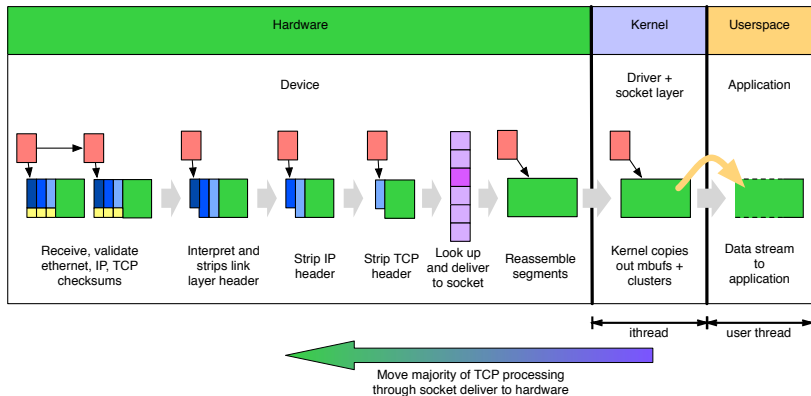 Hardware
Kernel
Userspace
Device
Driver +
socket layer
Application
Receive, validate
ethernet, IP, TCP
checksums
Interpret and
strips link
layer header
Strip IP
header
Strip TCP
header
Look up
and deliver
to socket
Reassemble
segments
Kernel copies
out mbufs +
clusters
Data stream
to
application
ithread
user thread
Move majority of TCP processing
through socket deliver to hardware